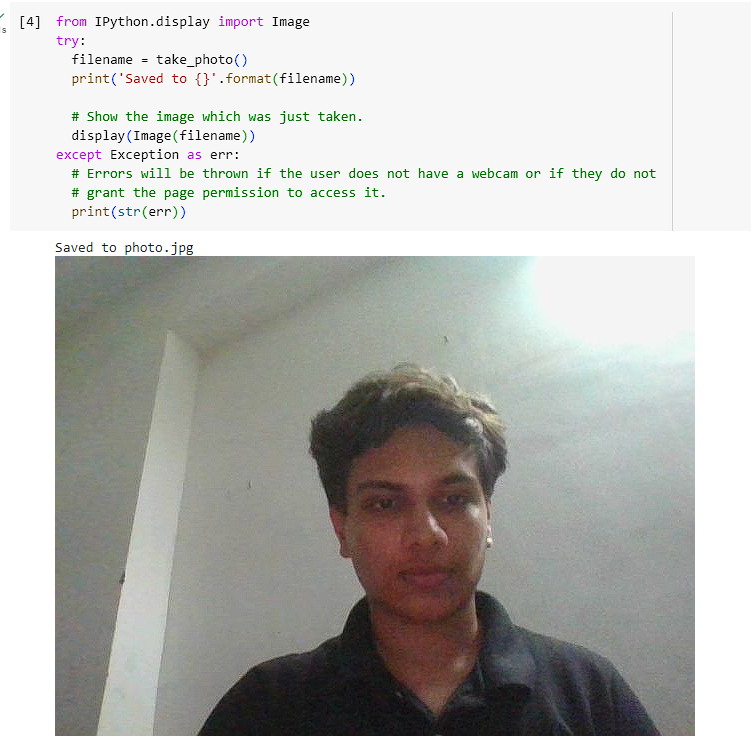 [4] from IPython.display import Image
try:
  filename = take_photo()
  print('Saved to {}'.format(filename))

  # Show the image which was just taken.
  display(Image(filename))
except Exception as err:
  # Errors will be thrown if the user does not have a webcam or if they do not
  # grant the page permission to access it.
  print(str(err))
Saved to photo.jpg